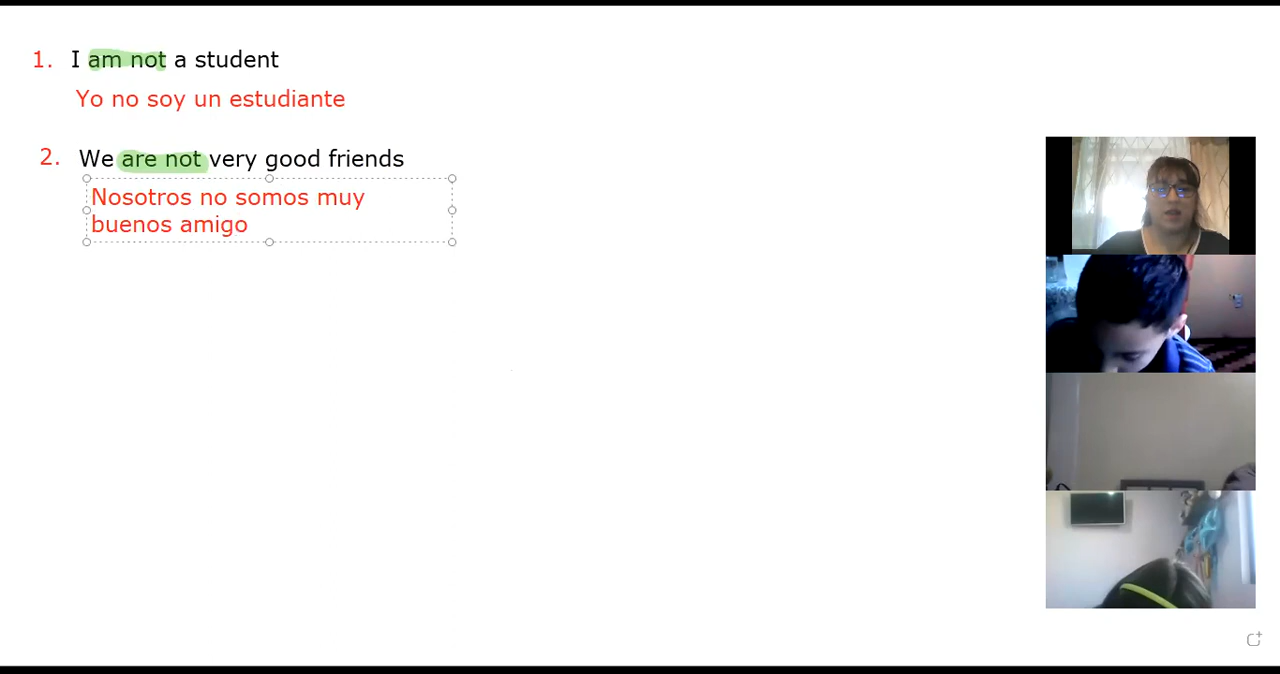 1. I am not a student
Yo no soy un estudiante
2. We are not very good friends
Nosotros no somos muy
buenos amigo